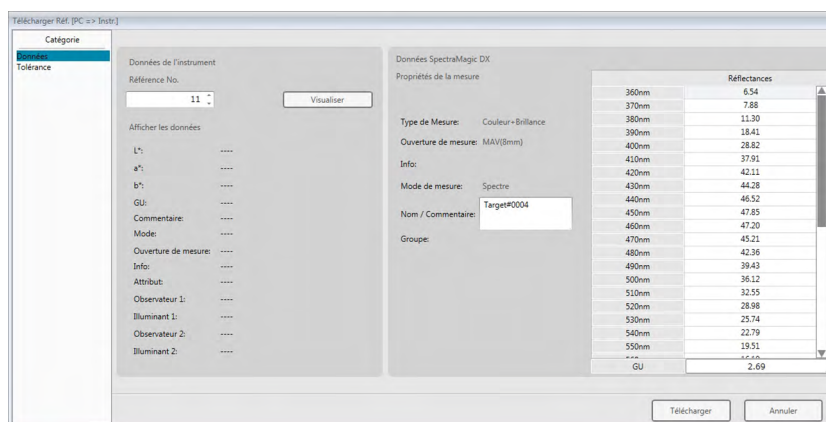 Télécharger Réf. [PC => Instr.]
Catégorie
Données
Tolérance
Données de l'instrument
Référence No.
11
Visualiser
Afficher les données
L*: ----
a*: ----
b*: ----
GU: ----
Commentaire: ----
Mode: ----
Ouverture de mesure: ----
Info: ----
Attribut: ----
Observateur 1: ----
Illuminant 1: ----
Observateur 2: ----
Illuminant 2: ----
Données SpectraMagic DX
Propriétés de la mesure
Type de Mesure: Couleur+Brillance
Ouverture de mesure: MAV(8mm)
Info:
Mode de mesure: Spectre
Nom / Commentaire: Target#0004
Groupe:
Réflectances
360nm 6.54
370nm 7.88
380nm 11.30
390nm 18.41
400nm 28.82
410nm 37.91
420nm 42.11
430nm 44.28
440nm 46.52
450nm 47.85
460nm 47.20
470nm 45.21
480nm 42.36
490nm 39.43
500nm 36.12
510nm 32.55
520nm 28.98
530nm 25.74
540nm 22.79
550nm 19.51
GU 2.69
Télécharger
Annuler